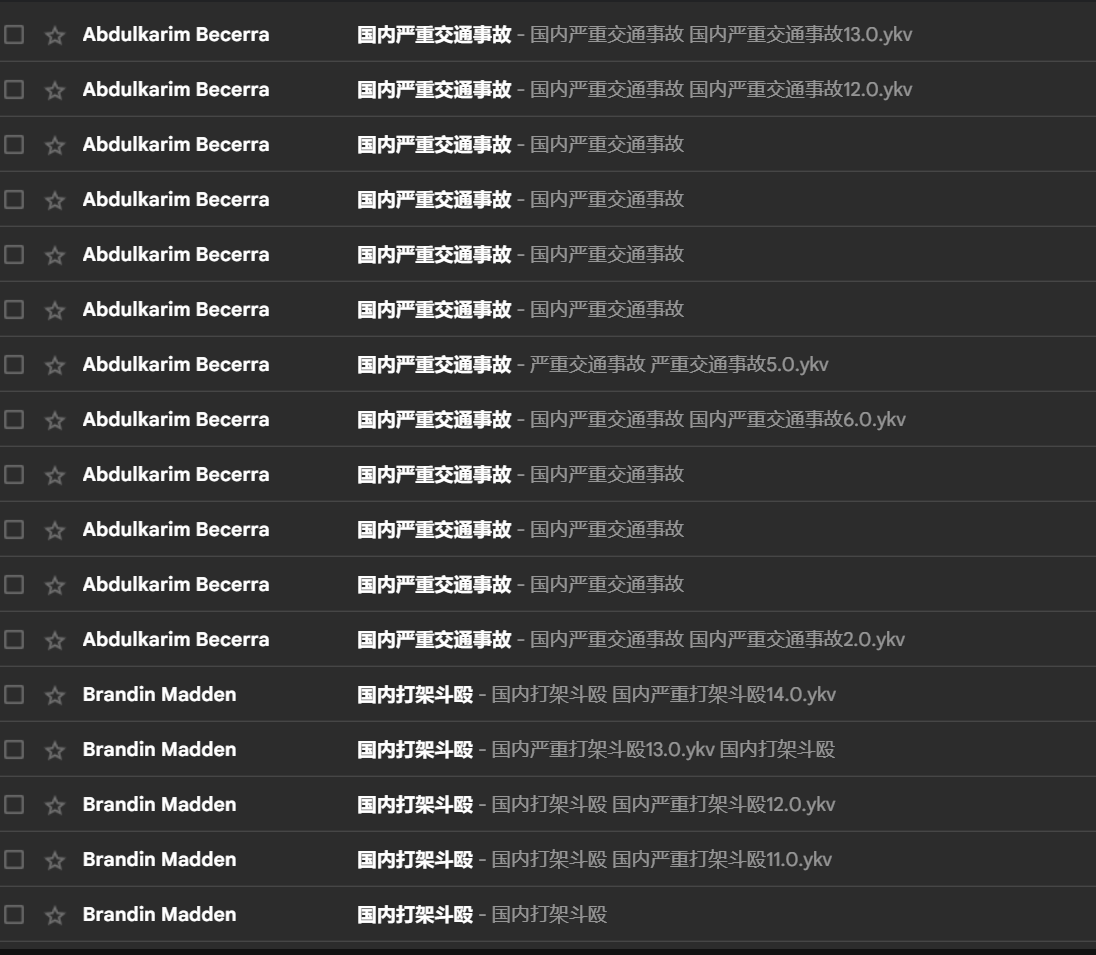 Abdulkarim Becerra 国内严重交通事故 - 国内严重交通事故 国内严重交通事故13.0.ykv
Abdulkarim Becerra 国内严重交通事故 - 国内严重交通事故 国内严重交通事故12.0.ykv
Abdulkarim Becerra 国内严重交通事故 - 国内严重交通事故
Abdulkarim Becerra 国内严重交通事故 - 国内严重交通事故
Abdulkarim Becerra 国内严重交通事故 - 国内严重交通事故
Abdulkarim Becerra 国内严重交通事故 - 国内严重交通事故
Abdulkarim Becerra 国内严重交通事故 - 严重交通事故 严重交通事故5.0.ykv
Abdulkarim Becerra 国内严重交通事故 - 国内严重交通事故 国内严重交通事故6.0.ykv
Abdulkarim Becerra 国内严重交通事故 - 国内严重交通事故
Abdulkarim Becerra 国内严重交通事故 - 国内严重交通事故
Abdulkarim Becerra 国内严重交通事故 - 国内严重交通事故
Abdulkarim Becerra 国内严重交通事故 - 国内严重交通事故 国内严重交通事故2.0.ykv
Brandin Madden 国内打架斗殴 - 国内打架斗殴 国内严重打架斗殴14.0.ykv
Brandin Madden 国内打架斗殴 - 国内严重打架斗殴13.0.ykv 国内打架斗殴
Brandin Madden 国内打架斗殴 - 国内打架斗殴 国内严重打架斗殴12.0.ykv
Brandin Madden 国内打架斗殴 - 国内打架斗殴 国内严重打架斗殴11.0.ykv
Brandin Madden 国内打架斗殴 - 国内打架斗殴